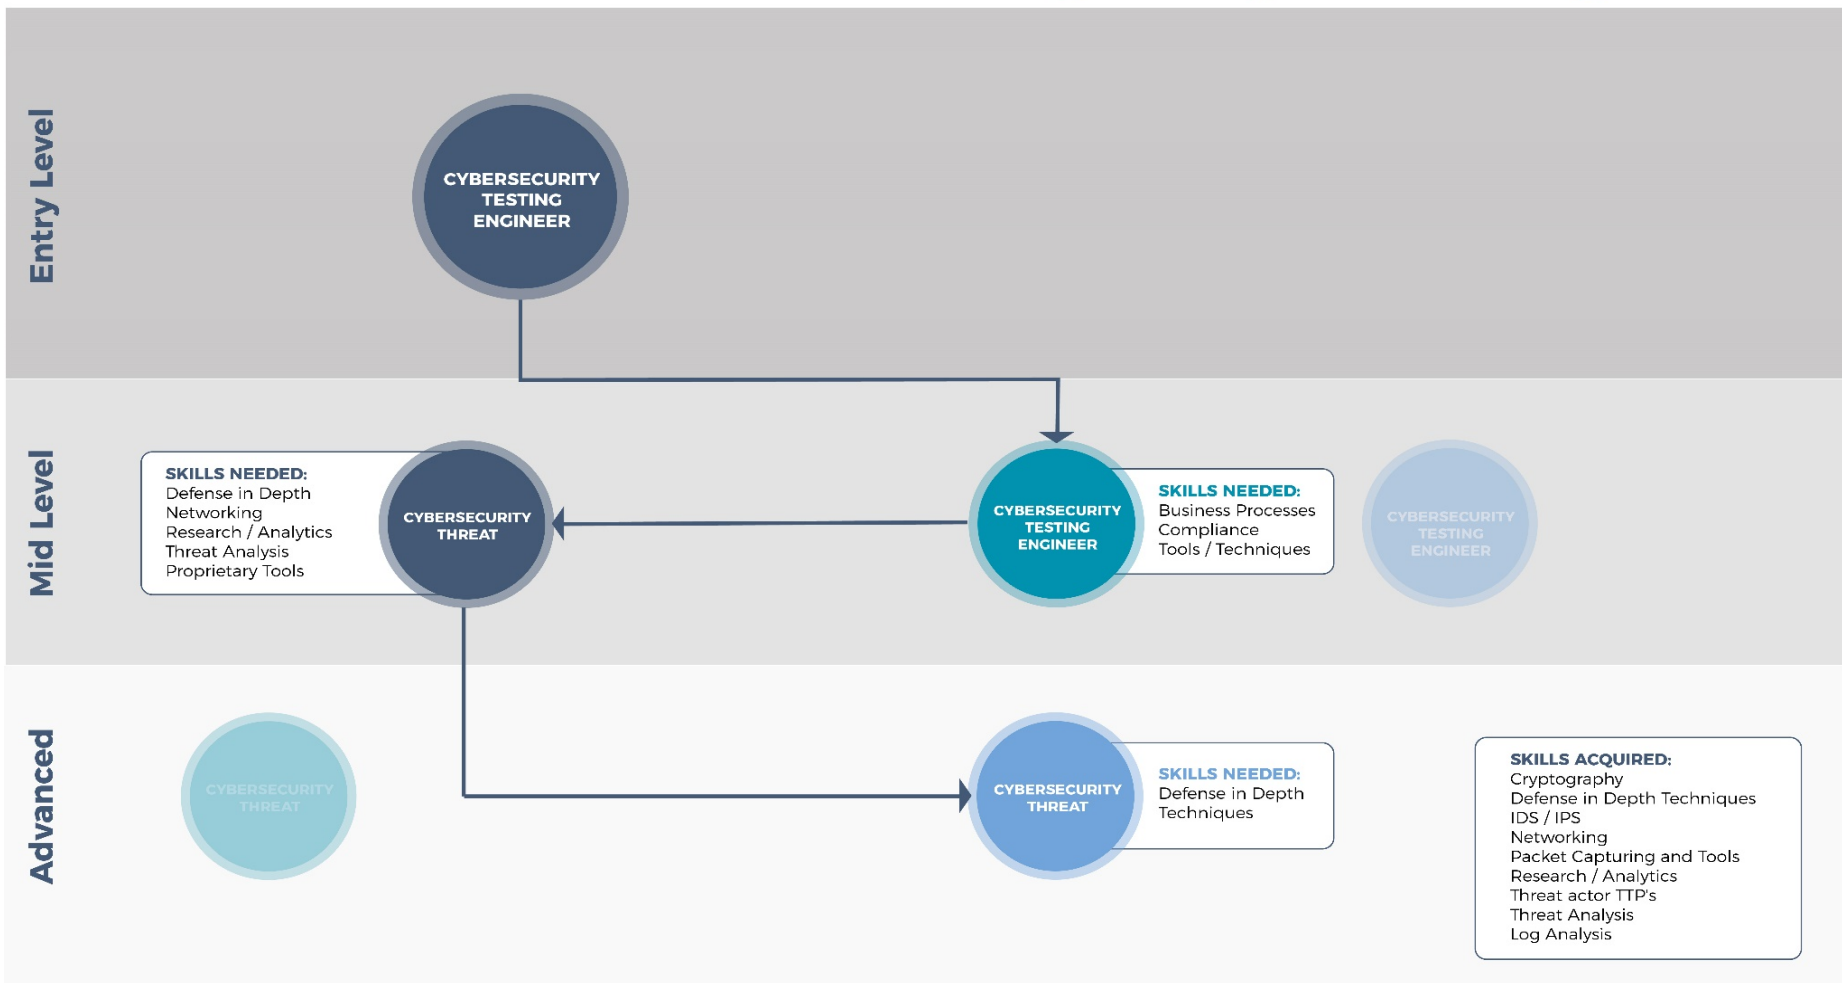 Entry Level
CYBERSECURITY
TESTING
ENGINEER
Mid Level
SKILLS NEEDED:
Defense in Depth
Networking
Research / Analytics
Threat Analysis
Proprietary Tools
CYBERSECURITY
THREAT
CYBERSECURITY
TESTING
ENGINEER
SKILLS NEEDED:
Business Processes
Compliance
Tools / Techniques
CYBERSECURITY
TESTING
ENGINEER
Advanced
CYBERSECURITY
THREAT
CYBERSECURITY
THREAT
SKILLS NEEDED:
Defense in Depth
Techniques
SKILLS ACQUIRED:
Cryptography
Defense in Depth Techniques
IDS / IPS
Networking
Packet Capturing and Tools
Research / Analytics
Threat actor TTP's
Threat Analysis
Log Analysis